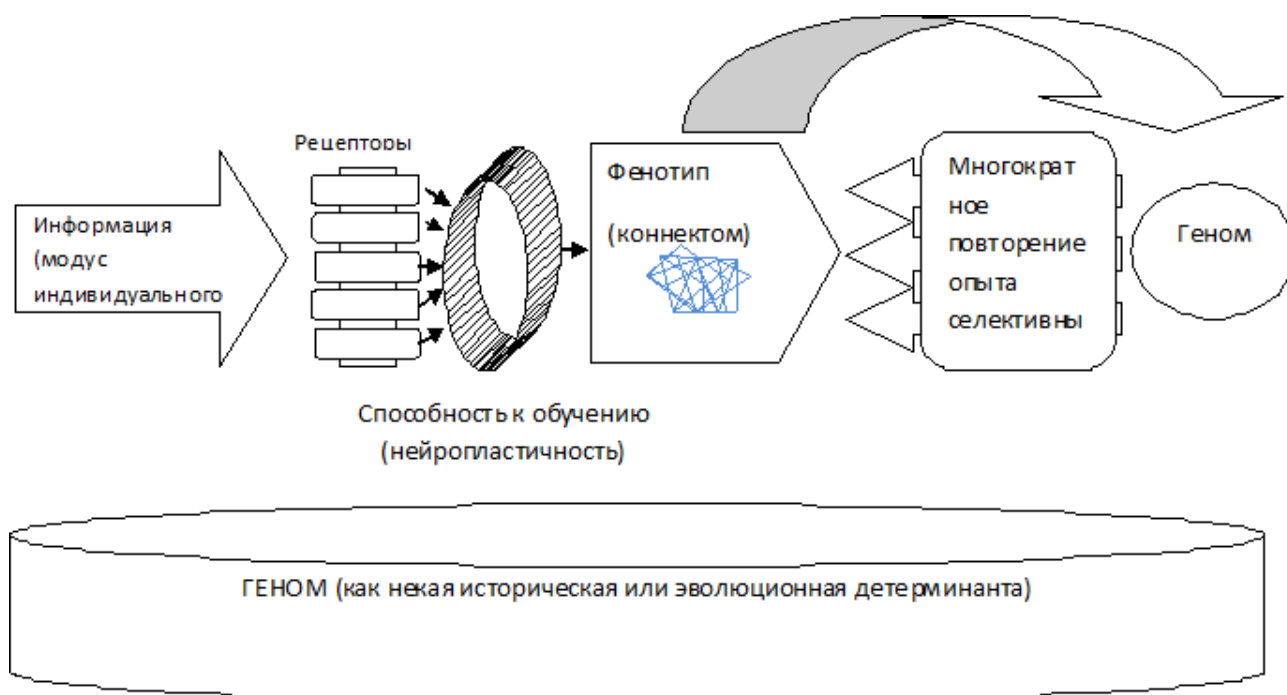 Рецепторы
Информация
(модус
индивидуального
Фенотип
(коннектом)
Многократ
ное
повторение
опыта
селективны
Геном
Способность к обучению
(нейропластичность)
ГЕНОМ (как некая историческая или эволюционная детерминанта)